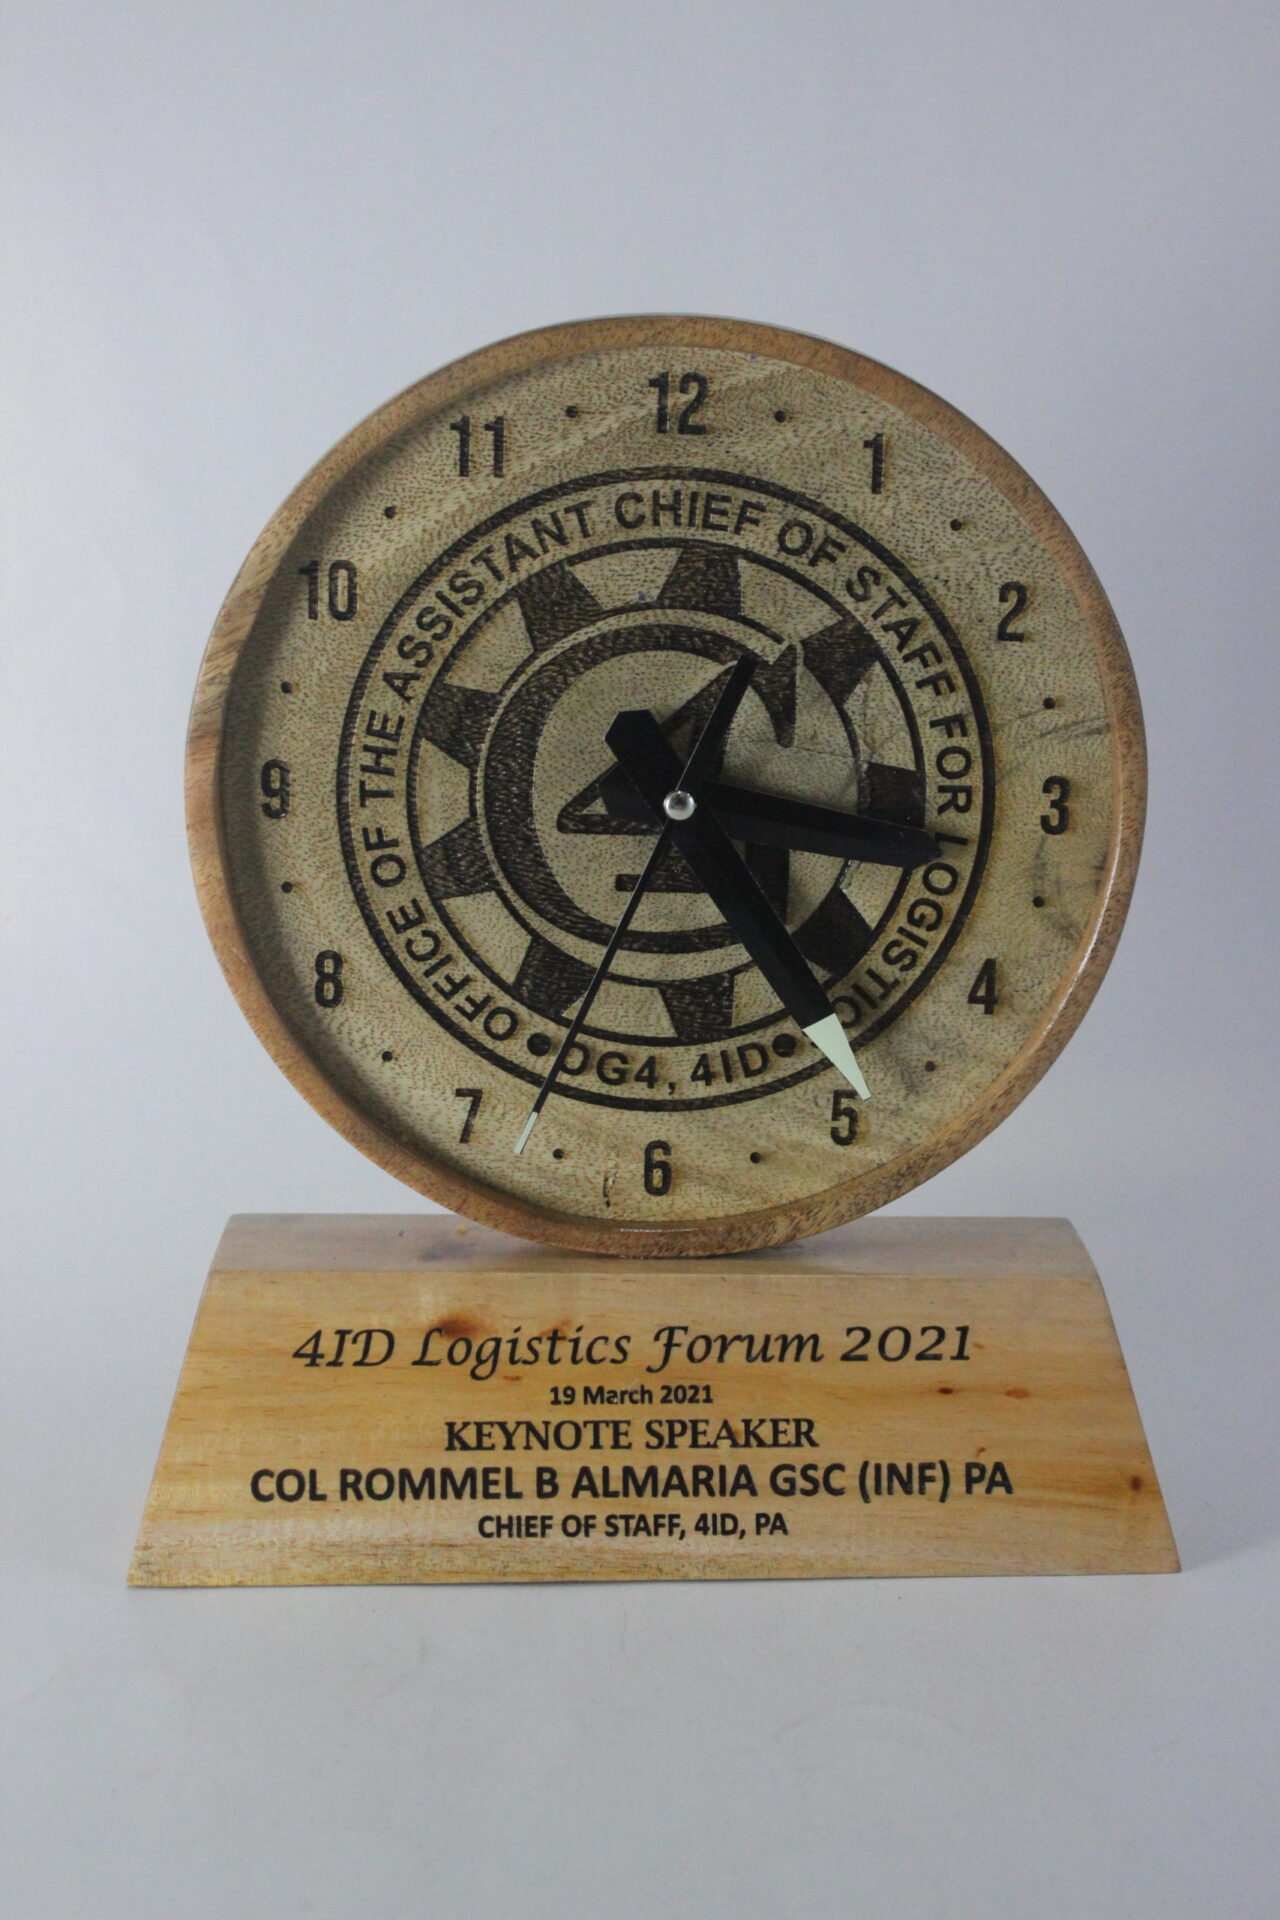 12
1
2
3
4
5
6
7
8
9
10
11
OFFICE OF THE ASSISTANT CHIEF OF STAFF FOR LOGISTIC
OG4, 4ID
4
4ID Logistics Forum 2021
19 March 2021
KEYNOTE SPEAKER
COL ROMMEL B ALMARIA GSC (INF) PA
CHIEF OF STAFF, 4ID, PA